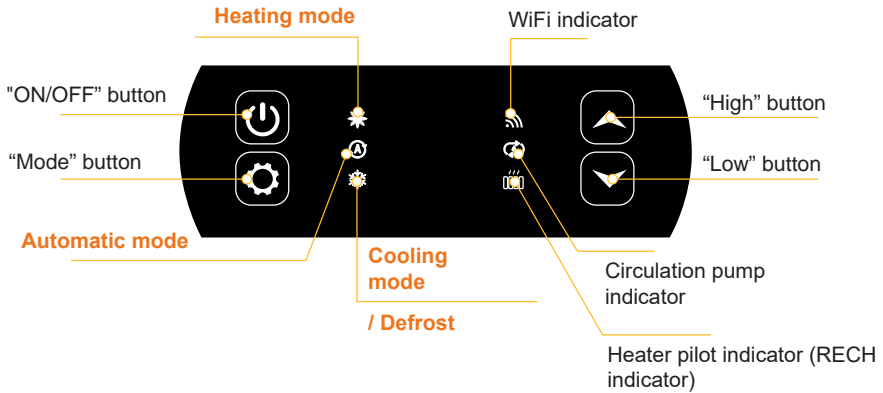 Heating mode
WiFi indicator
"ON/OFF” button
“High” button
“Mode” button
“Low” button
A
Automatic mode
Cooling
mode
/ Defrost
Circulation pump
indicator
Heater pilot indicator (RECH
indicator)